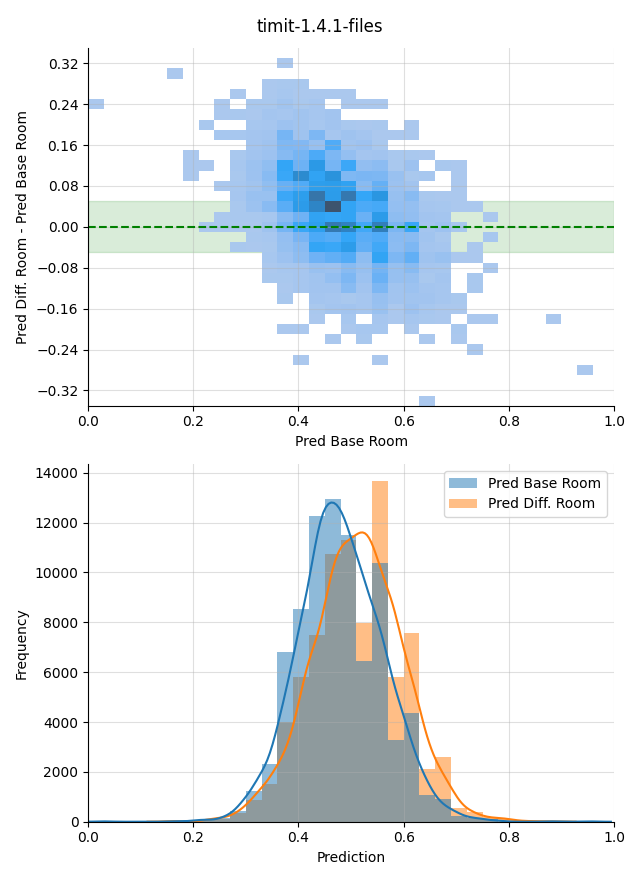 timit-1.4.1-files
0.32
0.24
0.16
0.08
0.00
−0.08
−0.16
−0.24
−0.32
Pred Diff. Room - Pred Base Room
0.0 0.2 0.4 0.6 0.8 1.0
Pred Base Room
14000
12000
10000
8000
6000
4000
2000
0
Frequency
Pred Base Room
Pred Diff. Room
0.0 0.2 0.4 0.6 0.8 1.0
Prediction